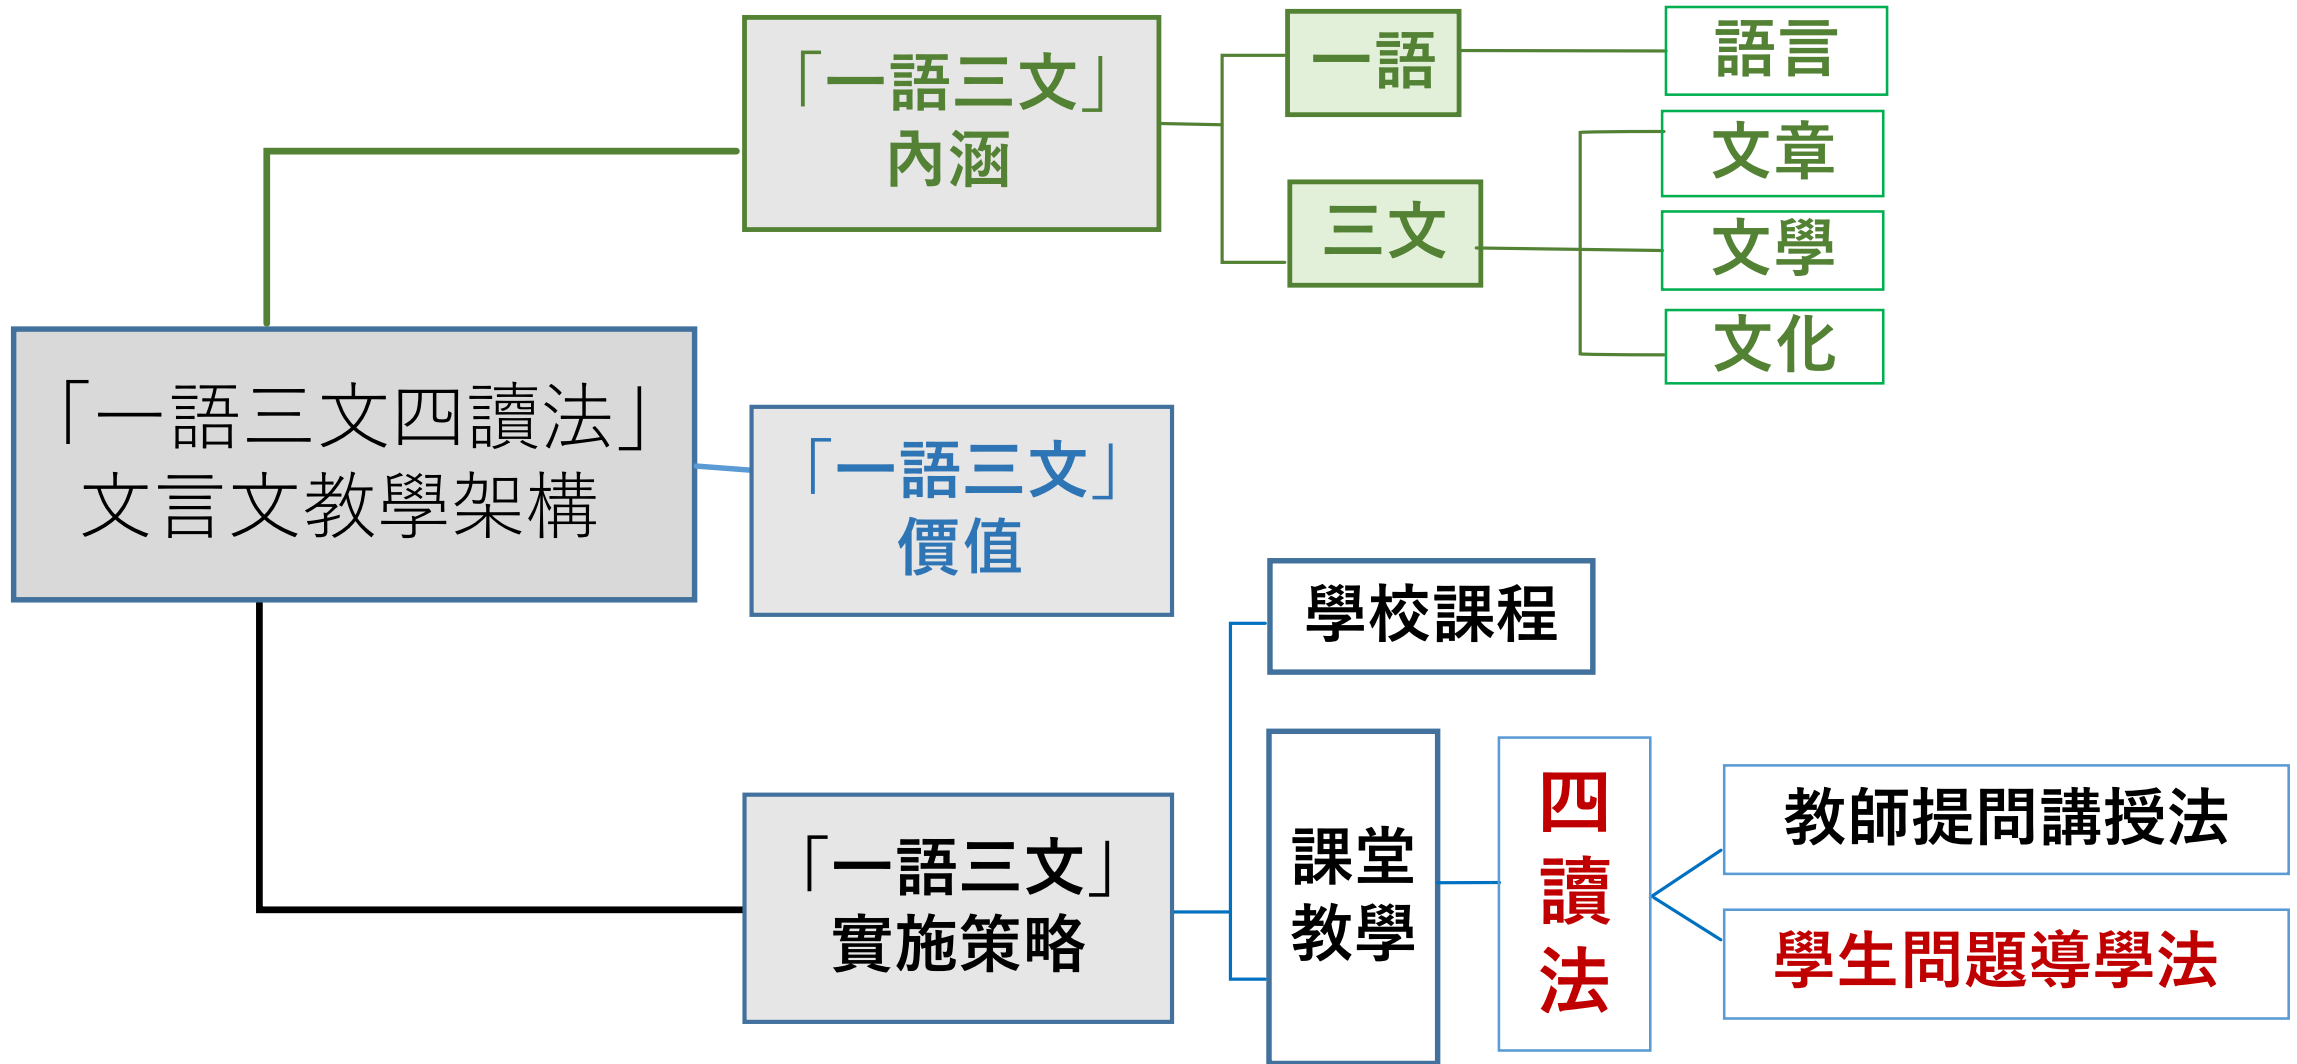 「一語三文四讀法」
文言文教學架構
「一語三文」
內涵
一語
語言
三文
文章
文學
文化
「一語三文」
價值
「一語三文」
實施策略
學校課程
課堂
教學
四
讀
法
教師提問講授法
學生問題導學法